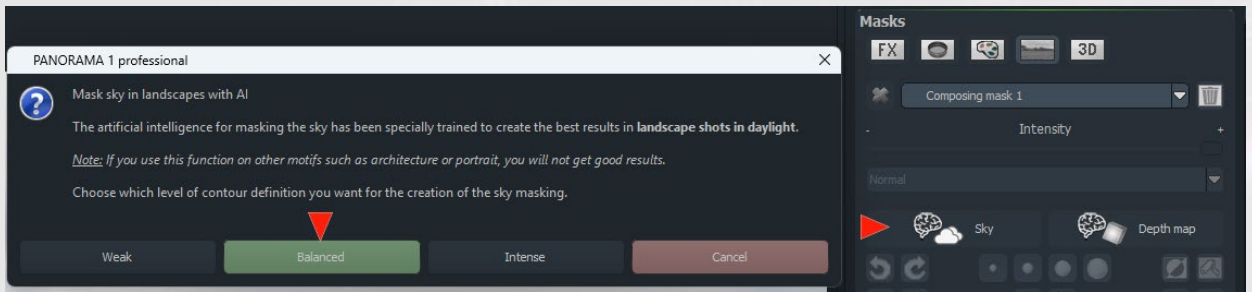 PANORAMA 1 professional
Mask sky in landscapes with AI
The artificial intelligence for masking the sky has been specially trained to create the best results in landscape shots in daylight.
Note: If you use this function on other motifs such as architecture or portrait, you will not get good results.
Choose which level of contour definition you want for the creation of the sky masking.
Weak
Balanced
Intense
Cancel
Masks
FX
3D
Composing mask 1
- Intensity +
Normal
Sky
Depth map